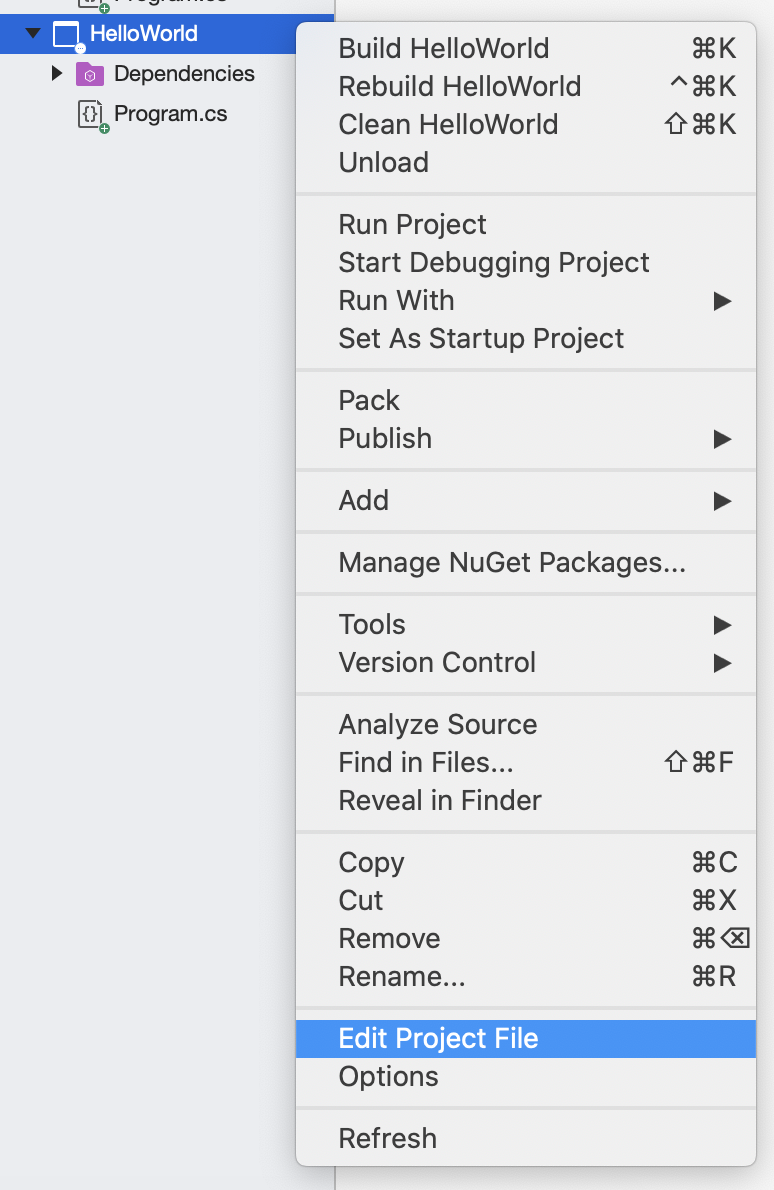 HelloWorld
Dependencies
Program.cs
Build HelloWorld ⌘K
Rebuild HelloWorld ^⌘K
Clean HelloWorld ⇧⌘K
Unload
Run Project
Start Debugging Project
Run With ▶
Set As Startup Project
Pack
Publish ▶
Add ▶
Manage NuGet Packages...
Tools ▶
Version Control ▶
Analyze Source
Find in Files... ⇧⌘F
Reveal in Finder
Copy ⌘C
Cut ⌘X
Remove ⌘⌫
Rename... ⌘R
Edit Project File
Options
Refresh